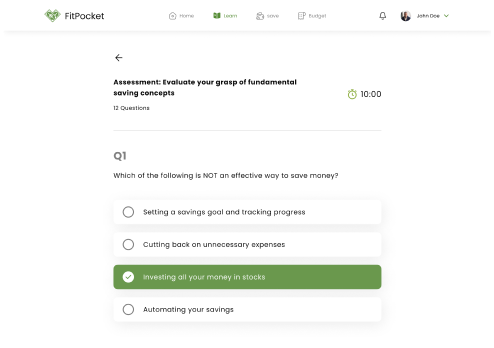 FitPocket
Home
Learn
save
Budget
John Doe
Assessment: Evaluate your grasp of fundamental
saving concepts
12 Questions
10:00
Q1
Which of the following is NOT an effective way to save money?
Setting a savings goal and tracking progress
Cutting back on unnecessary expenses
Investing all your money in stocks
Automating your savings